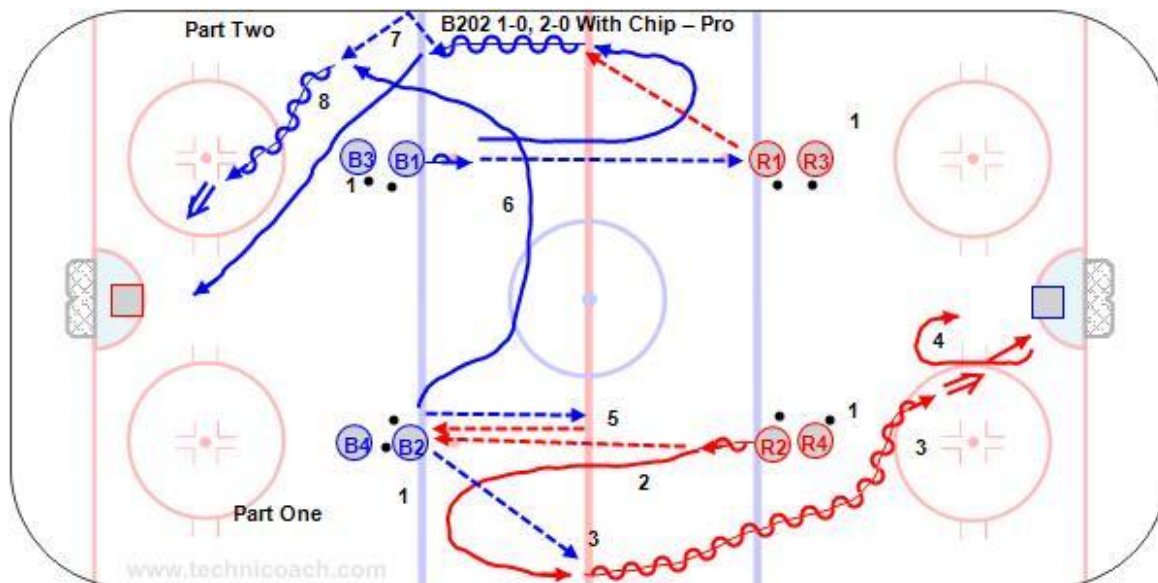 B202 1-0, 2-0 With Chip – Pro
Part Two
7
8
1
B3 B1
R1 R3
1
6
4
5
1
B4 B2
R2 R4
3
2
1
Part One
3
www.technicoach.com